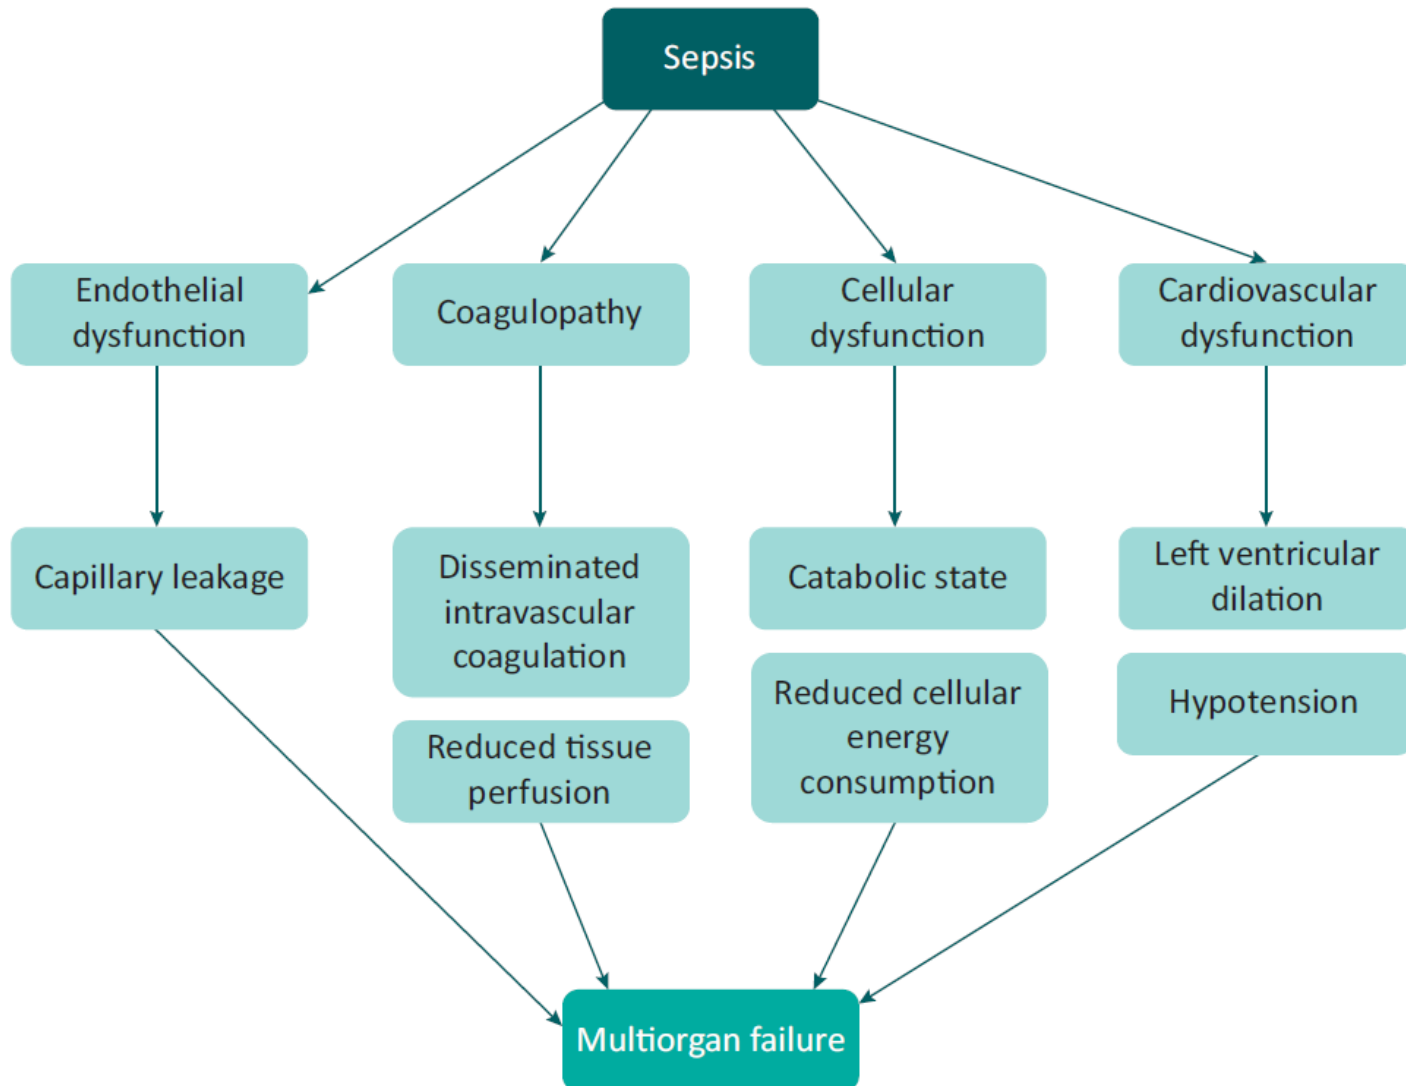 Sepsis
Endothelial
dysfunction
Coagulopathy
Cellular
dysfunction
Cardiovascular
dysfunction
Capillary leakage
Disseminated
intravascular
coagulation
Catabolic state
Left ventricular
dilation
Reduced tissue
perfusion
Reduced cellular
energy
consumption
Hypotension
Multiorgan failure